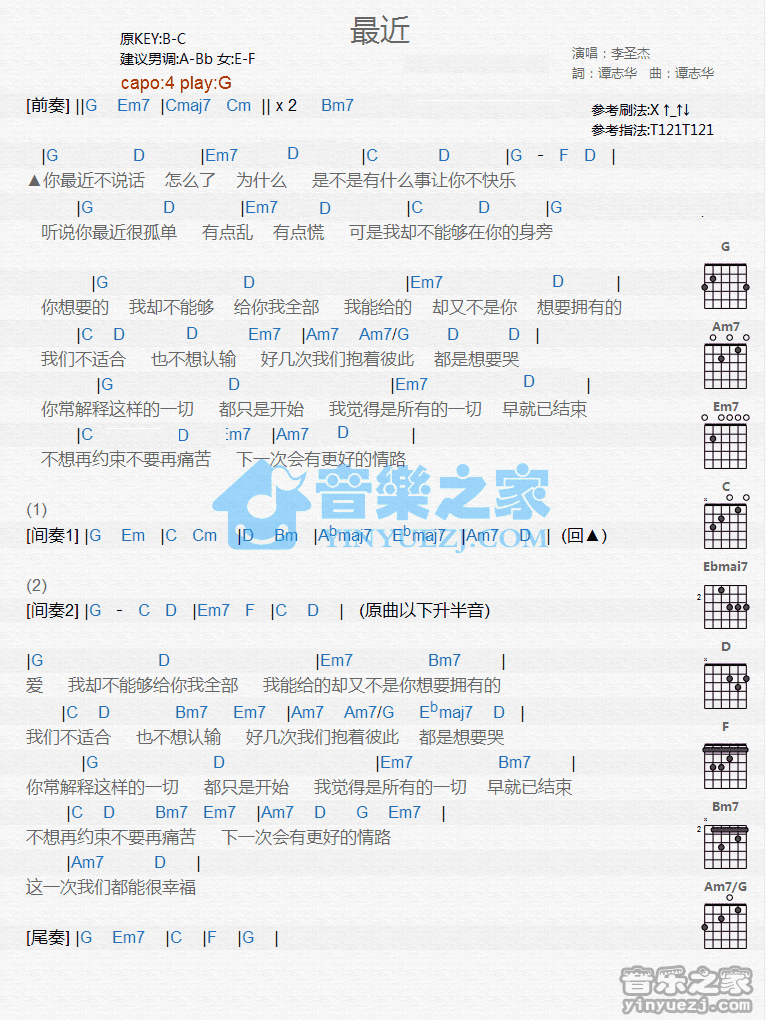 最近
原KEY:B-C
建议男调:A-Bb 女:E-F
演唱：李圣杰
詞：谭志华 曲：谭志华
capo:4 play:G
[前奏] ||G Em7 |Cmaj7 Cm || x 2 Bm7
参考刷法:X ↑_↑↓
参考指法:T121T121
|G D |Em7 D |C D |G - F D |
▲你最近不说话 怎么了 为什么 是不是有什么事让你不快乐
|G D |Em7 D |C D |G
听说你最近很孤单 有点乱 有点慌 可是我却不能够在你的身旁
|G D |Em7 D |
你想要的 我却不能够 给你我全部 我能给的 却又不是你 想要拥有的
|C D D Em7 |Am7 Am7/G D D |
我们不适合 也不想认输 好几次我们抱着彼此 都是想要哭
|G D |Em7 D |
你常解释这样的一切 都只是开始 我觉得是所有的一切 早就已结束
|C D Em7 |Am7 D |
不想再约束不要再痛苦 下一次会有更好的情路
(1)
[间奏1] |G Em |C Cm |D Bm |Abmaj7 Ebmaj7 |Am7 D | (回▲)
(2)
[间奏2] |G - C D |Em7 F |C D | (原曲以下升半音)
|G D |Em7 Bm7 |
爱 我却不能够给你我全部 我能给的却又不是你想要拥有的
|C D Bm7 Em7 |Am7 Am7/G Ebmaj7 D |
我们不适合 也不想认输 好几次我们抱着彼此 都是想要哭
|G D |Em7 Bm7 |
你常解释这样的一切 都只是开始 我觉得是所有的一切 早就已结束
|C D Bm7 Em7 |Am7 D G Em7 |
不想再约束不要再痛苦 下一次会有更好的情路
|Am7 D |
这一次我们都能很幸福
[尾奏] |G Em7 |C |F |G |
G
Am7
Em7
C
Ebmai7
2
D
F
Bm7
2
Am7/G
音樂之家
YINYUEZJ.COM
音乐之家
yinyuezj.com